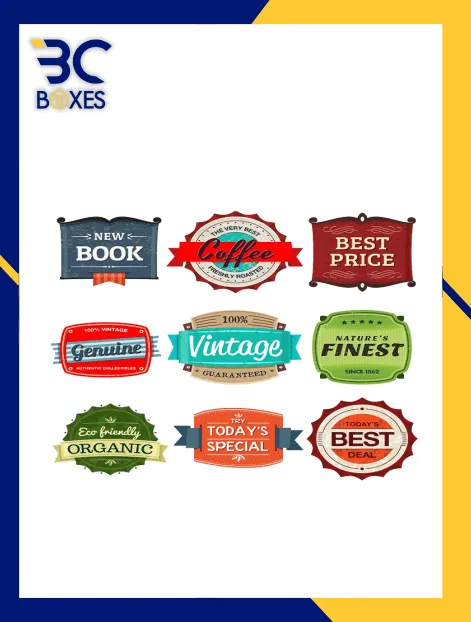 BC
BOXES
NEW
BOOK
THE VERY BEST
Coffee
FRESHLY ROASTED
BEST
PRICE
100% VINTAGE
Genuine
AUTHENTIC COLLECTIBLES
100%
Vintage
GUARANTEED
NATURE'S
FINEST
SINCE 1862
Eco friendly
ORGANIC
TRY
TODAY'S
SPECIAL
TODAY'S
BEST
DEAL